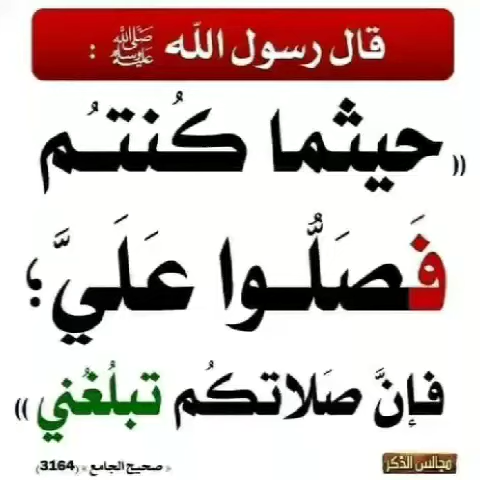 قال رسول الله ﷺ :
(( حيثما كُنتُم
فَصَلُّوا عَلَيَّ ؛
فإنَّ صَلاتكُم تبلُغُني ))
مجالس الذكر
« صحيح الجامع » (3164)